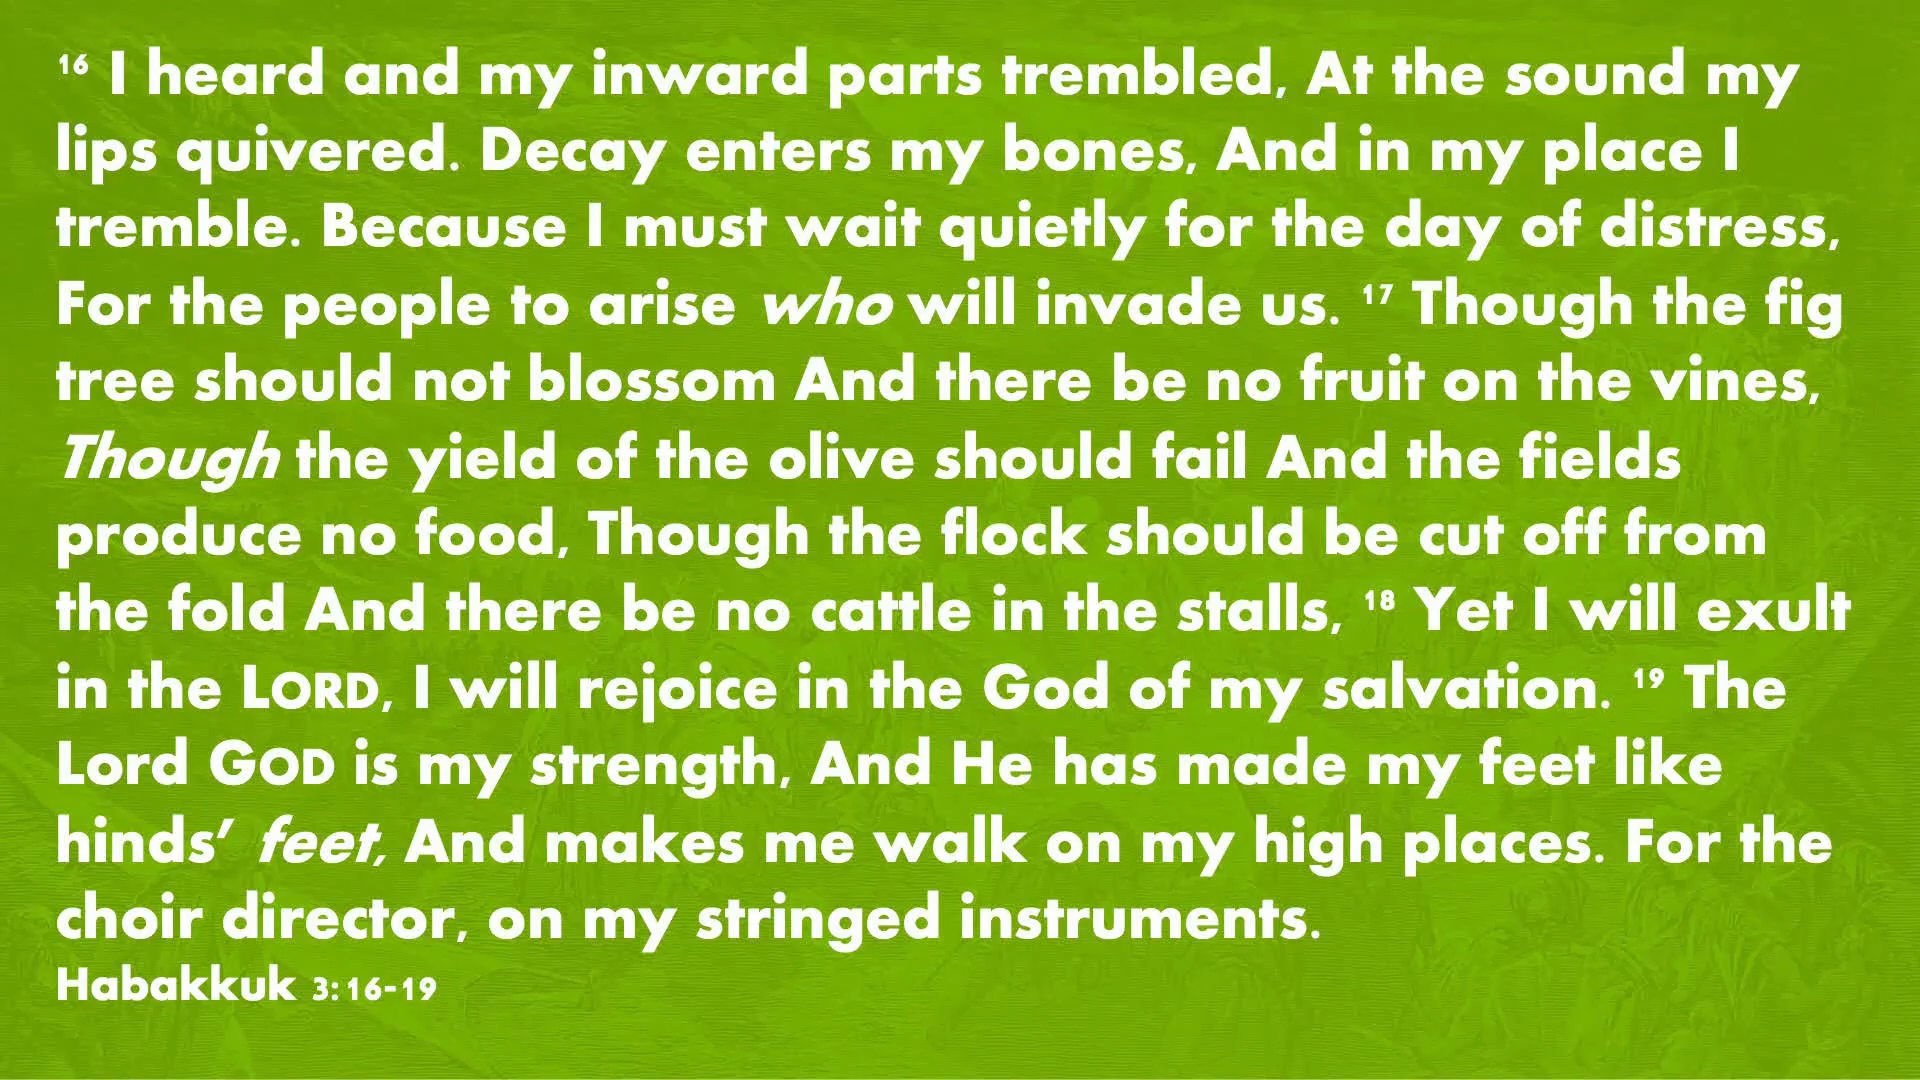 ¹⁶ I heard and my inward parts trembled, At the sound my
lips quivered. Decay enters my bones, And in my place I
tremble. Because I must wait quietly for the day of distress,
For the people to arise who will invade us. ¹⁷ Though the fig
tree should not blossom And there be no fruit on the vines,
Though the yield of the olive should fail And the fields
produce no food, Though the flock should be cut off from
the fold And there be no cattle in the stalls, ¹⁸ Yet I will exult
in the LORD, I will rejoice in the God of my salvation. ¹⁹ The
Lord GOD is my strength, And He has made my feet like
hinds’ feet, And makes me walk on my high places. For the
choir director, on my stringed instruments.
Habakkuk 3:16-19